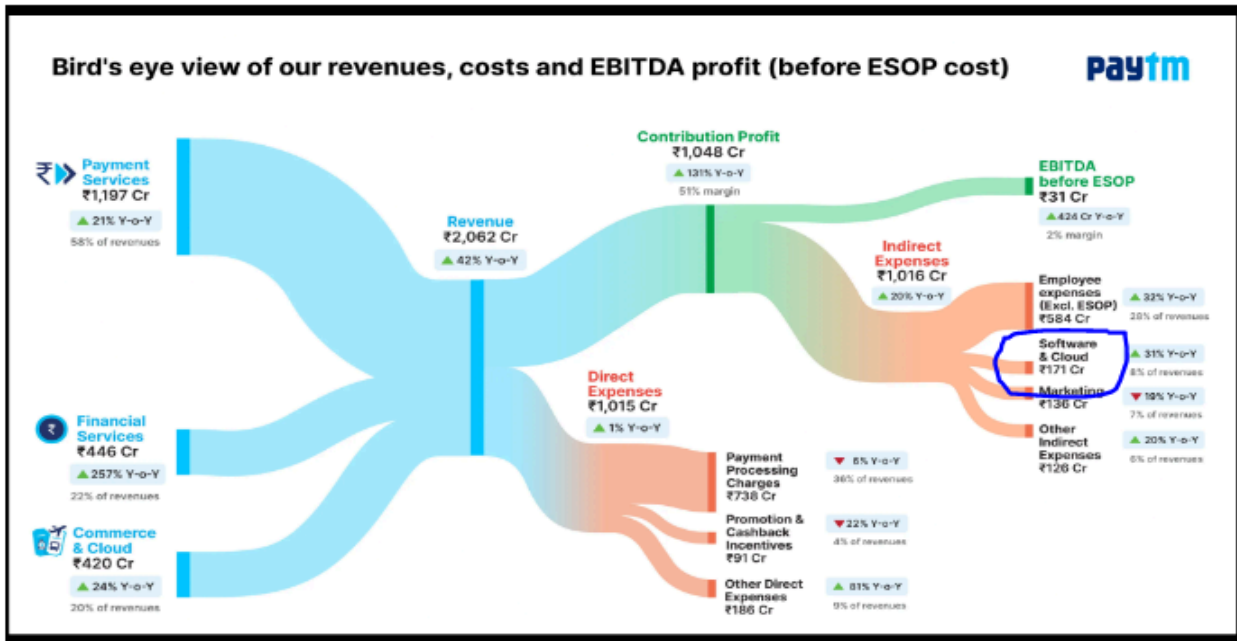 Bird's eye view of our revenues, costs and EBITDA profit (before ESOP cost)
paytm
Payment
Services
₹1,197 Cr
21% Y-o-Y
58% of revenues
Financial
Services
₹446 Cr
257% Y-o-Y
22% of revenues
Commerce
& Cloud
₹420 Cr
24% Y-o-Y
20% of revenues
Revenue
₹2,062 Cr
42% Y-o-Y
Contribution Profit
₹1,048 Cr
131% Y-o-Y
51% margin
Direct
Expenses
₹1,015 Cr
1% Y-o-Y
Payment
Processing
Charges
₹738 Cr
6% Y-o-Y
36% of revenues
Promotion &
Cashback
Incentives
₹91 Cr
22% Y-o-Y
4% of revenues
Other Direct
Expenses
₹186 Cr
81% Y-o-Y
9% of revenues
EBITDA
before ESOP
₹31 Cr
424 Cr Y-o-Y
2% margin
Indirect
Expenses
₹1,016 Cr
20% Y-o-Y
Employee
expenses
(Excl. ESOP)
₹584 Cr
32% Y-o-Y
28% of revenues
Software
& Cloud
₹171 Cr
31% Y-o-Y
8% of revenues
Marketing
₹136 Cr
19% Y-o-Y
7% of revenues
Other
Indirect
Expenses
₹126 Cr
20% Y-o-Y
6% of revenues